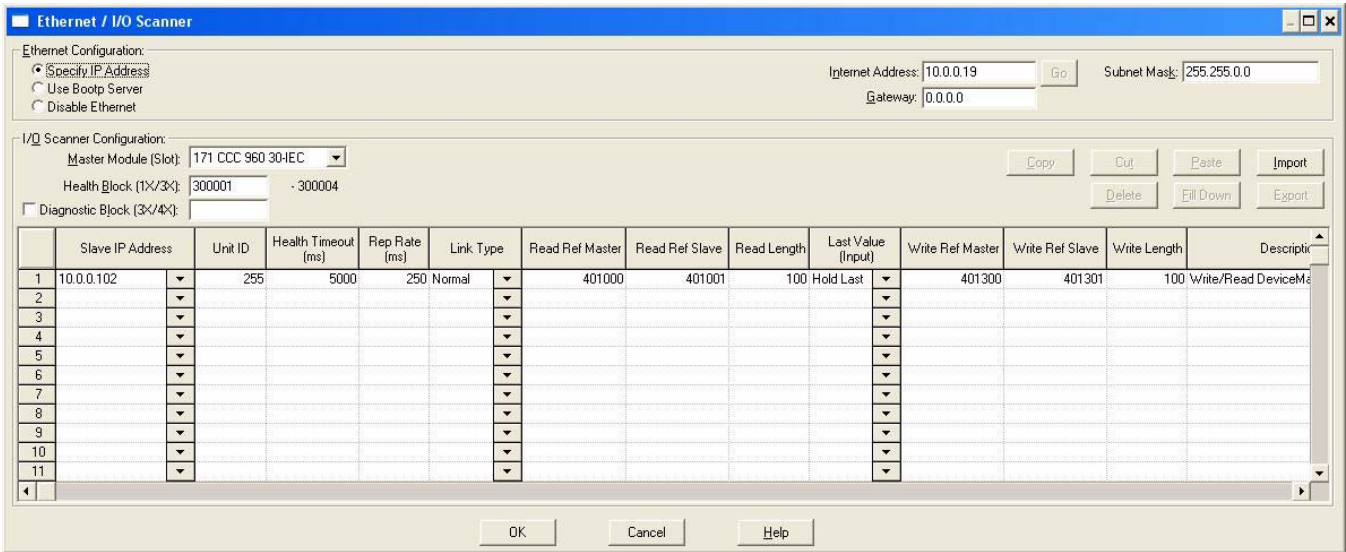 Ethernet / I/O Scanner
Ethernet Configuration:
Specify IP Address
Use Bootp Server
Disable Ethernet
Internet Address: 10.0.0.19 Go Subnet Mask: 255.255.0.0
Gateway: 0.0.0.0
I/O Scanner Configuration:
Master Module (Slot): 171 CCC 960 30-IEC
Health Block (1X/3X): 300001 - 300004
Diagnostic Block (3X/4X):
Copy Cut Paste Import
Delete Fill Down Export
Slave IP Address Unit ID Health Timeout (ms) Rep Rate (ms) Link Type Read Ref Master Read Ref Slave Read Length Last Value (Input) Write Ref Master Write Ref Slave Write Length Descriptic
1 10.0.0.102 255 5000 250 Normal 401000 401001 100 Hold Last 401300 401301 100 Write/Read DeviceMa
2
3
4
5
6
7
8
9
10
11
OK Cancel Help